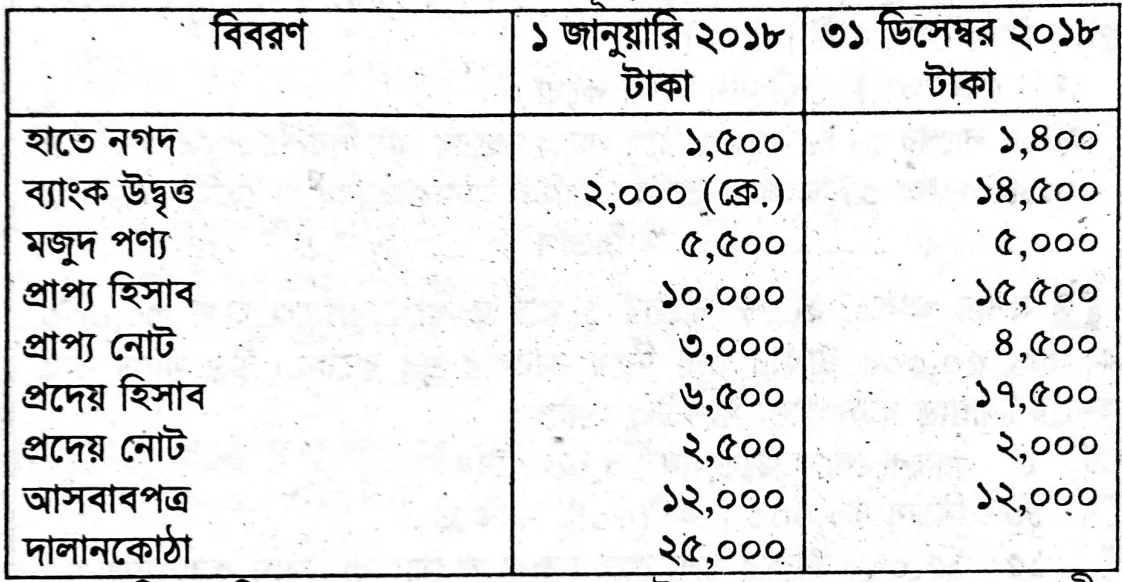 বিবরণ ১ জানুয়ারি ২০১৮ ৩১ ডিসেম্বর ২০১৮
টাকা টাকা
হাতে নগদ ১,৫০০ ১,৪০০
ব্যাংক উদ্বৃত্ত ২,০০০ (ক্রে.) ১৪,৫০০
মজুদ পণ্য ৫,৫০০ ৫,০০০
প্রাপ্য হিসাব ১০,০০০ ১৫,৫০০
প্রাপ্য নোট ৩,০০০ ৪,৫০০
প্রদেয় হিসাব ৬,৫০০ ১৭,৫০০
প্রদেয় নোট ২,৫০০ ২,০০০
আসবাবপত্র ১২,০০০ ১২,০০০
দালানকোঠা ২৫,০০০